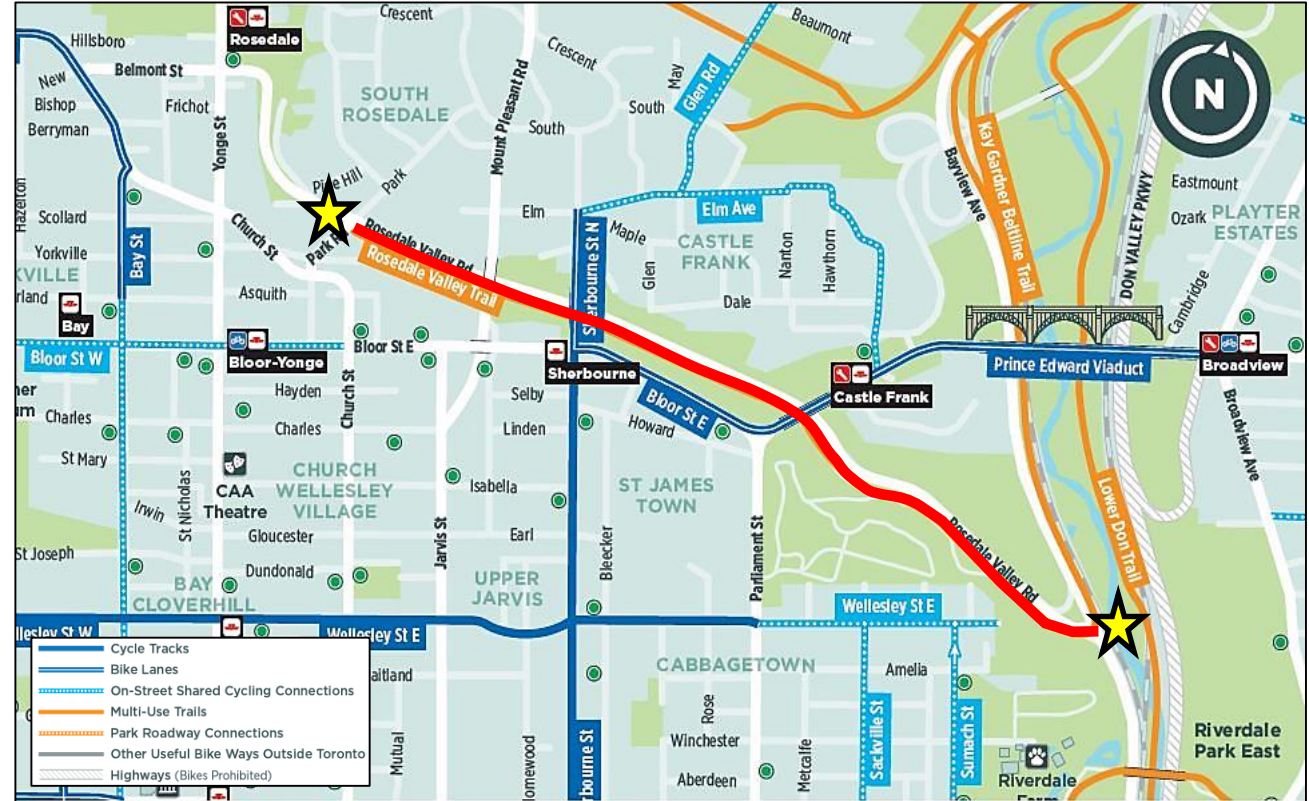 Crescent
Beaumont
Rosedale
Hillsboro
Crescent
Belmont St
May
Glen Rd
New
Bishop
Frichot
SOUTH
ROSEDALE
South
Berryman
South
Yonge St
Mount Pleasant Rd
Kay Gardner Beltline Trail
Bayview Ave
DON VALLEY PKWY
N
Eastmount
Hazelton
Park
Scollard
Church St
Elm
Elm Ave
Ozark
PLAYTER
ESTATES
Maple
Yorkville
Bay St
Rosedale Valley Rd
Rosedale Valley Trail
Sherbourne St N
CASTLE
FRANK
Glen
Nanton
Hawthorn
Asquith
Dale
Cambridge
Bay
Bloor St W
Bloor-Yonge
Bloor St E
Sherbourne
Prince Edward Viaduct
Broadview
Hayden
Church St
Selby
Bloor St E
Castle Frank
Charles
Charles
Linden
Howard
Broadview Ave
St Mary
CAA
Theatre
CHURCH
WELLESLEY
VILLAGE
Isabella
ST JAMES
TOWN
Irwin
St Nicholas
Gloucester
Jarvis St
Earl
Bleecker
Parliament St
Rosedale Valley Rd
Lower Don Trail
St Joseph
Dundonald
BAY
CLOVERHILL
UPPER
JARVIS
Wellesley St E
Wellesley St E
CABBAGETOWN
Amelia
Rose
Winchester
Aberdeen
Metcalfe
Sackville St
Sumach St
Mutual
Riverdale
Park East
Riverdale
Cycle Tracks
Bike Lanes
On-Street Shared Cycling Connections
Multi-Use Trails
Park Roadway Connections
Other Useful Bike Ways Outside Toronto
Highways (Bikes Prohibited)